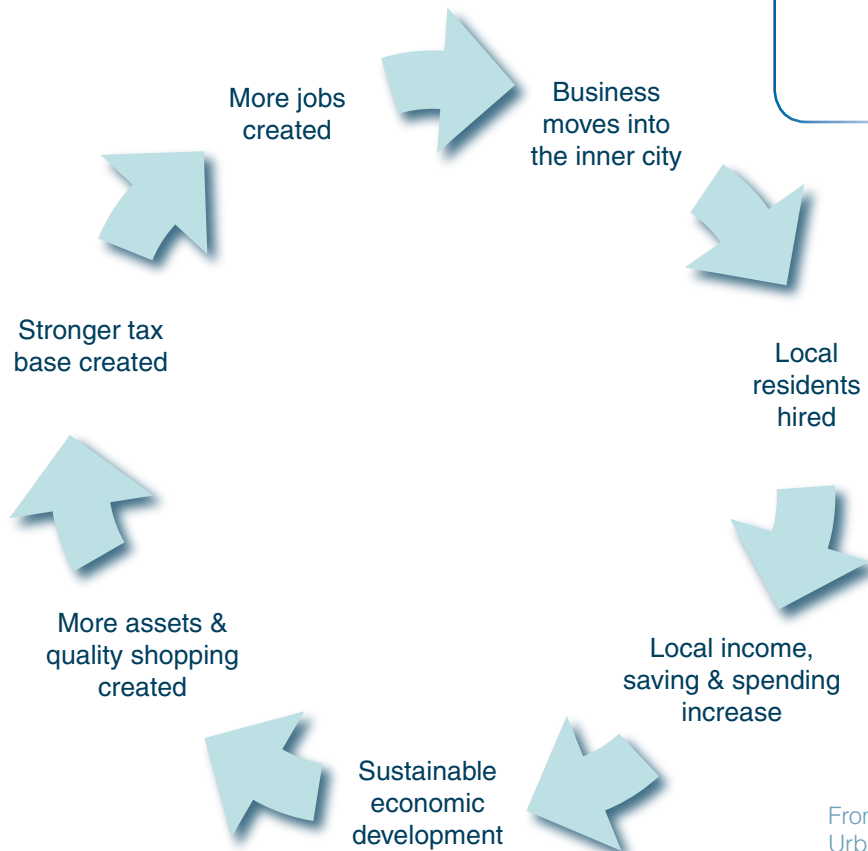 More jobs
created
Business
moves into
the inner city
Local
residents
hired
Local income,
saving & spending
increase
Sustainable
economic
development
More assets &
quality shopping
created
Stronger tax
base created